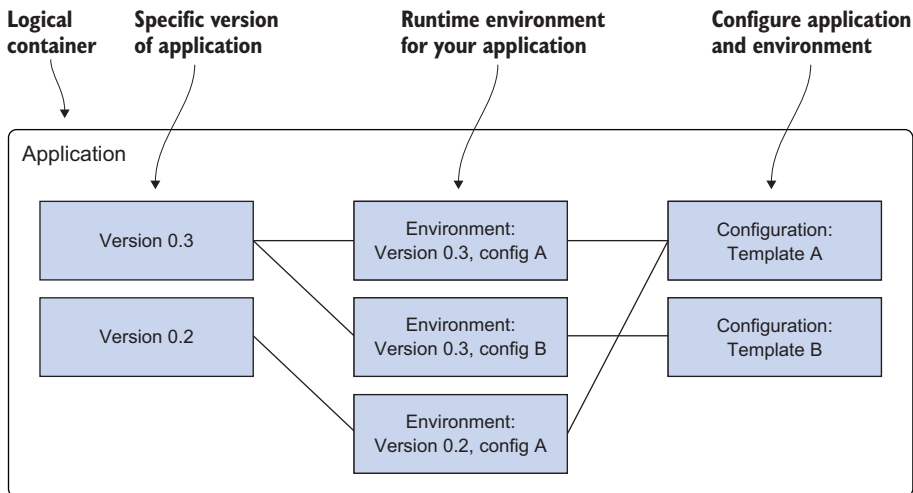 Logical
container
Specific version
of application
Runtime environment
for your application
Configure application
and environment
Application
Version 0.3
Version 0.2
Environment:
Version 0.3, config A
Environment:
Version 0.3, config B
Environment:
Version 0.2, config A
Configuration:
Template A
Configuration:
Template B